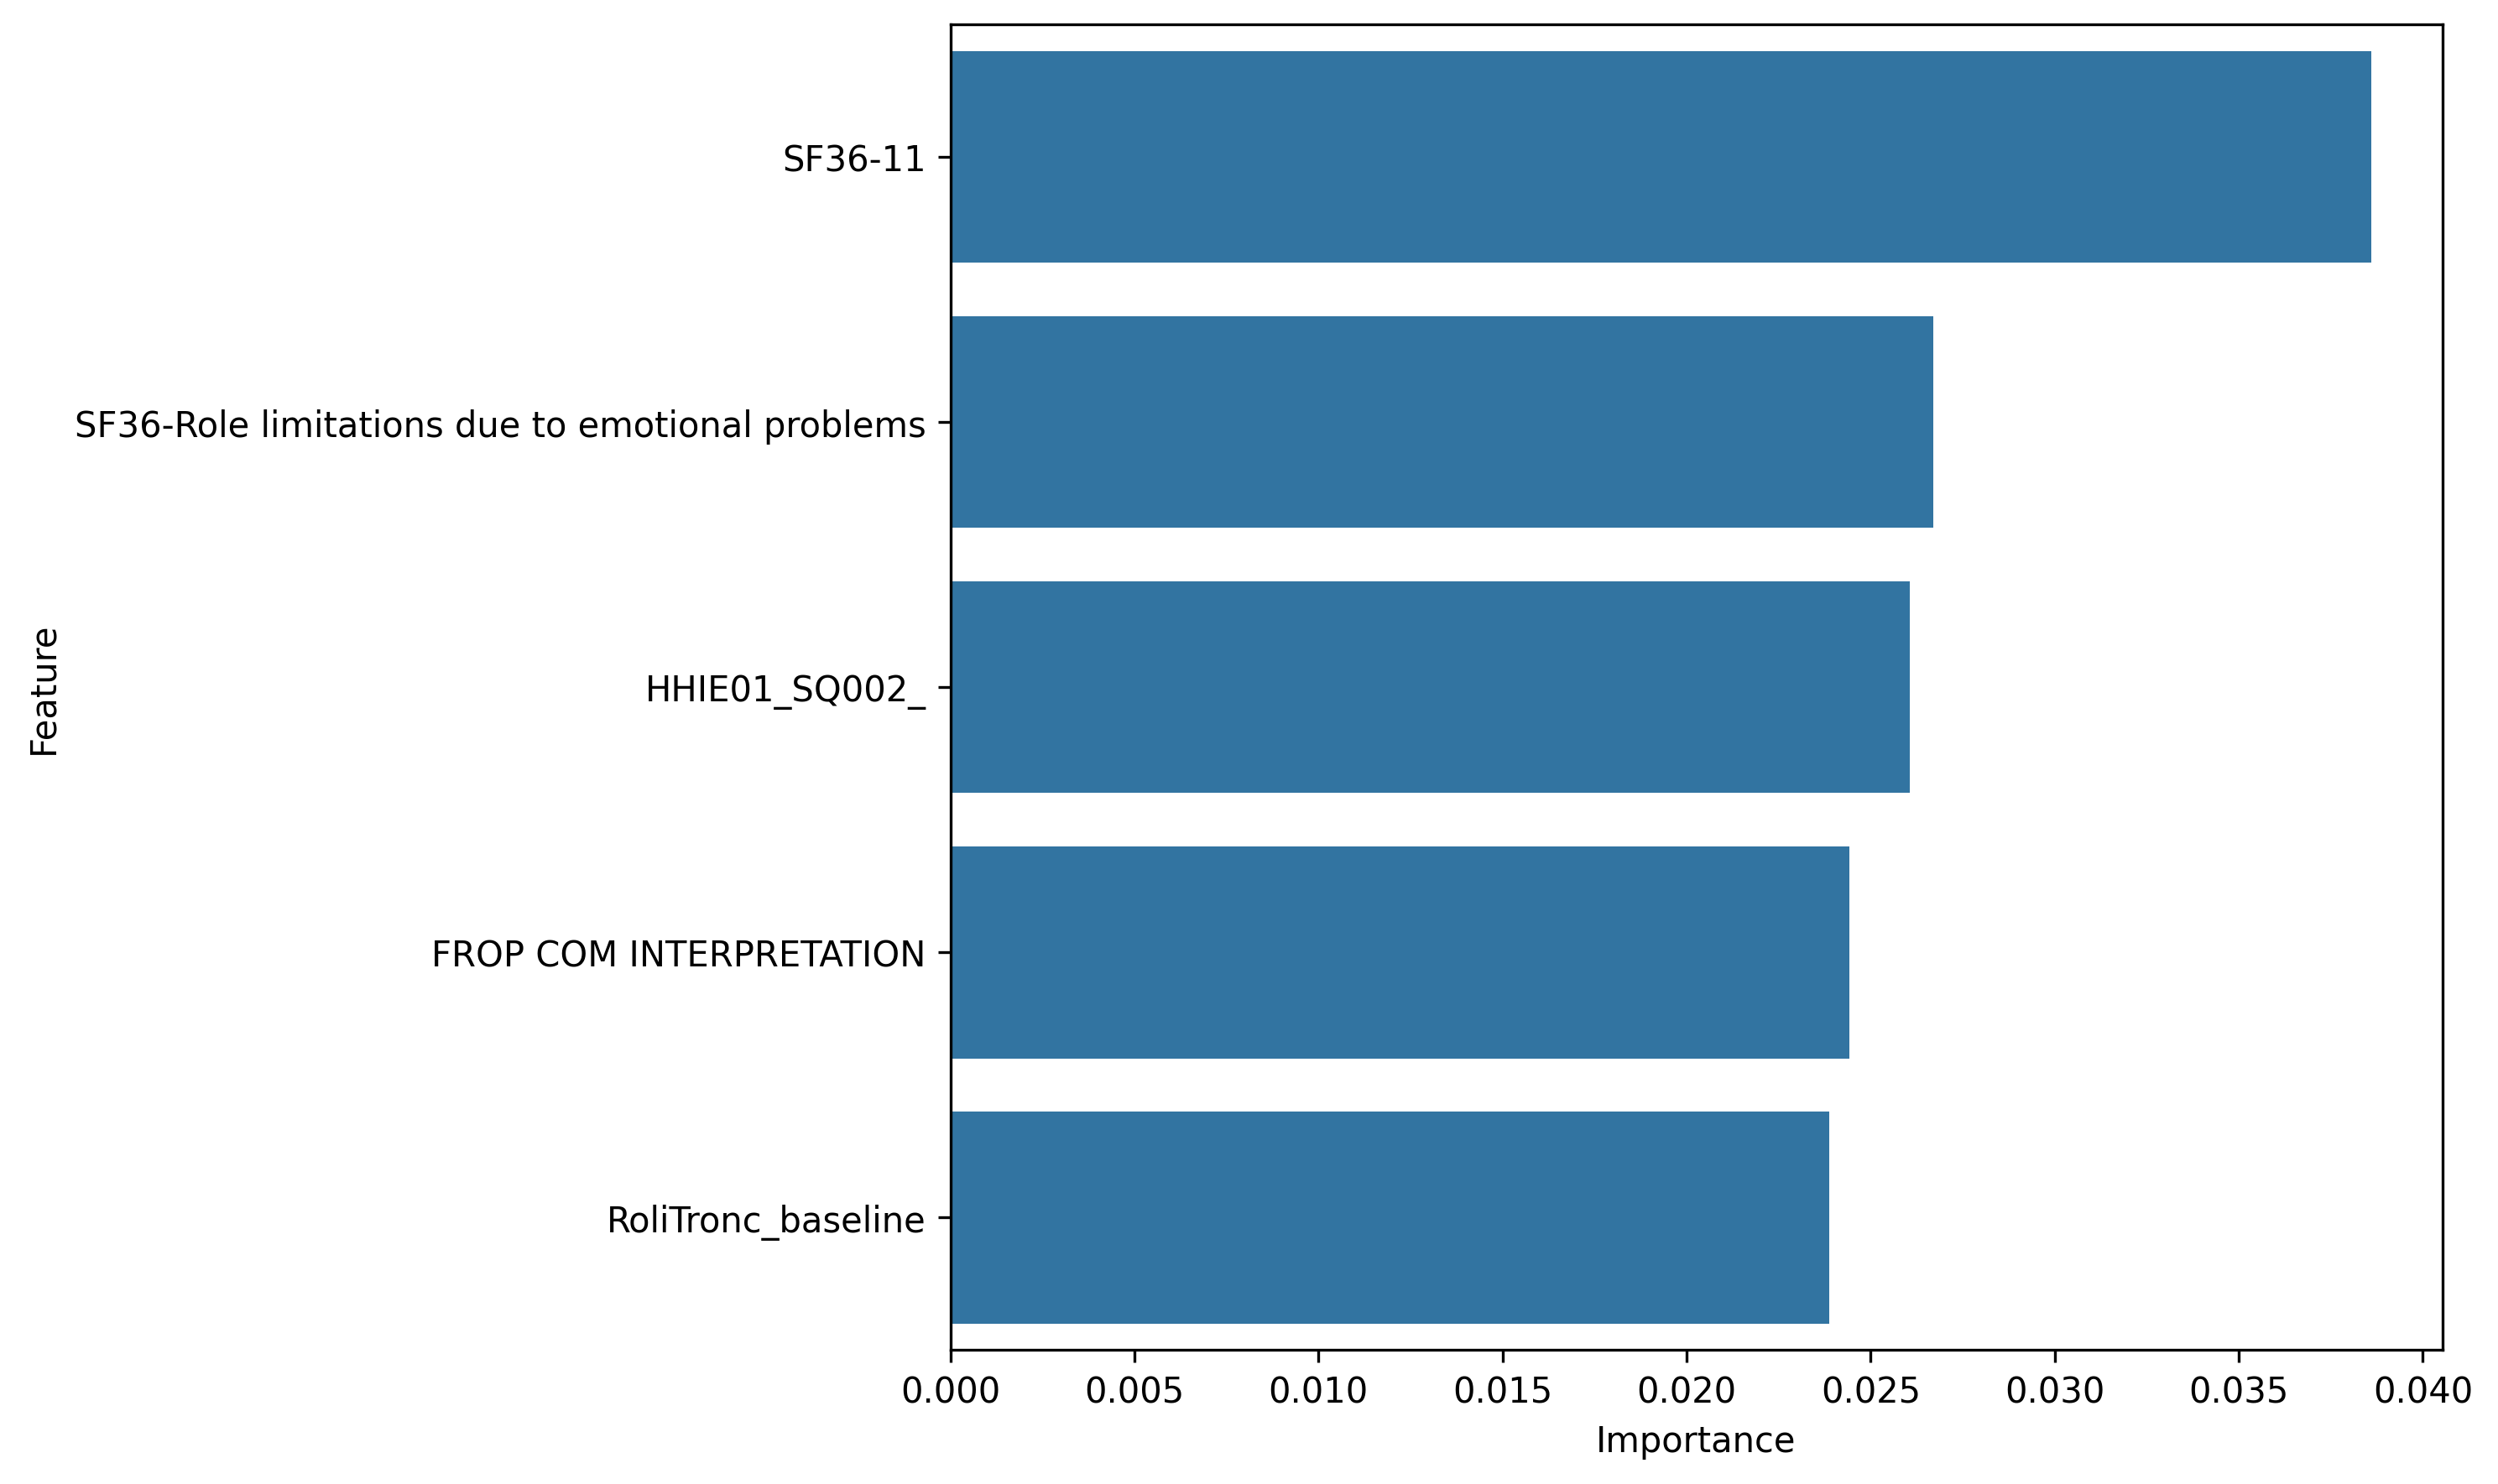 SF36-11
SF36-Role limitations due to emotional problems
HHIE01_SQ002_
FROP COM INTERPRETATION
RoliTronc_baseline
Feature
0.000 0.005 0.010 0.015 0.020 0.025 0.030 0.035 0.040
Importance